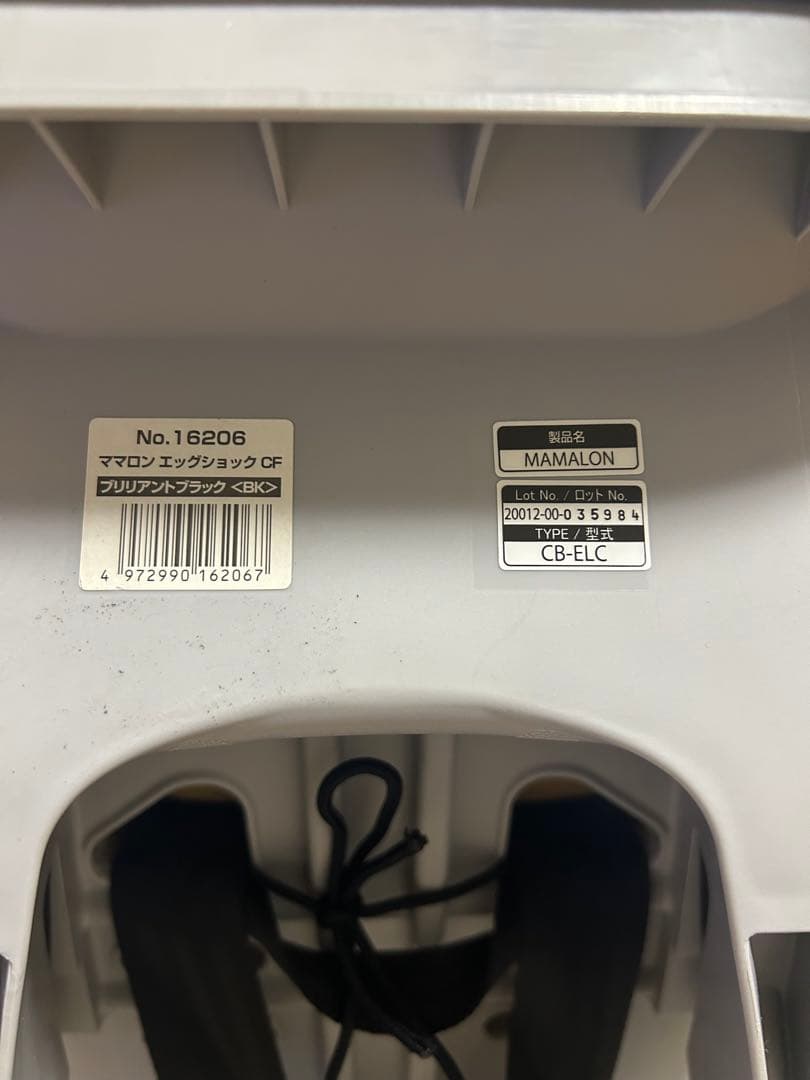 No.16206
ママロン エッグショック CF
ブリリアントブラック <BK>
4 972990 162067
製品名
MAMALON
Lot No. / ロット No.
20012-00-035984
TYPE / 型式
CB-ELC